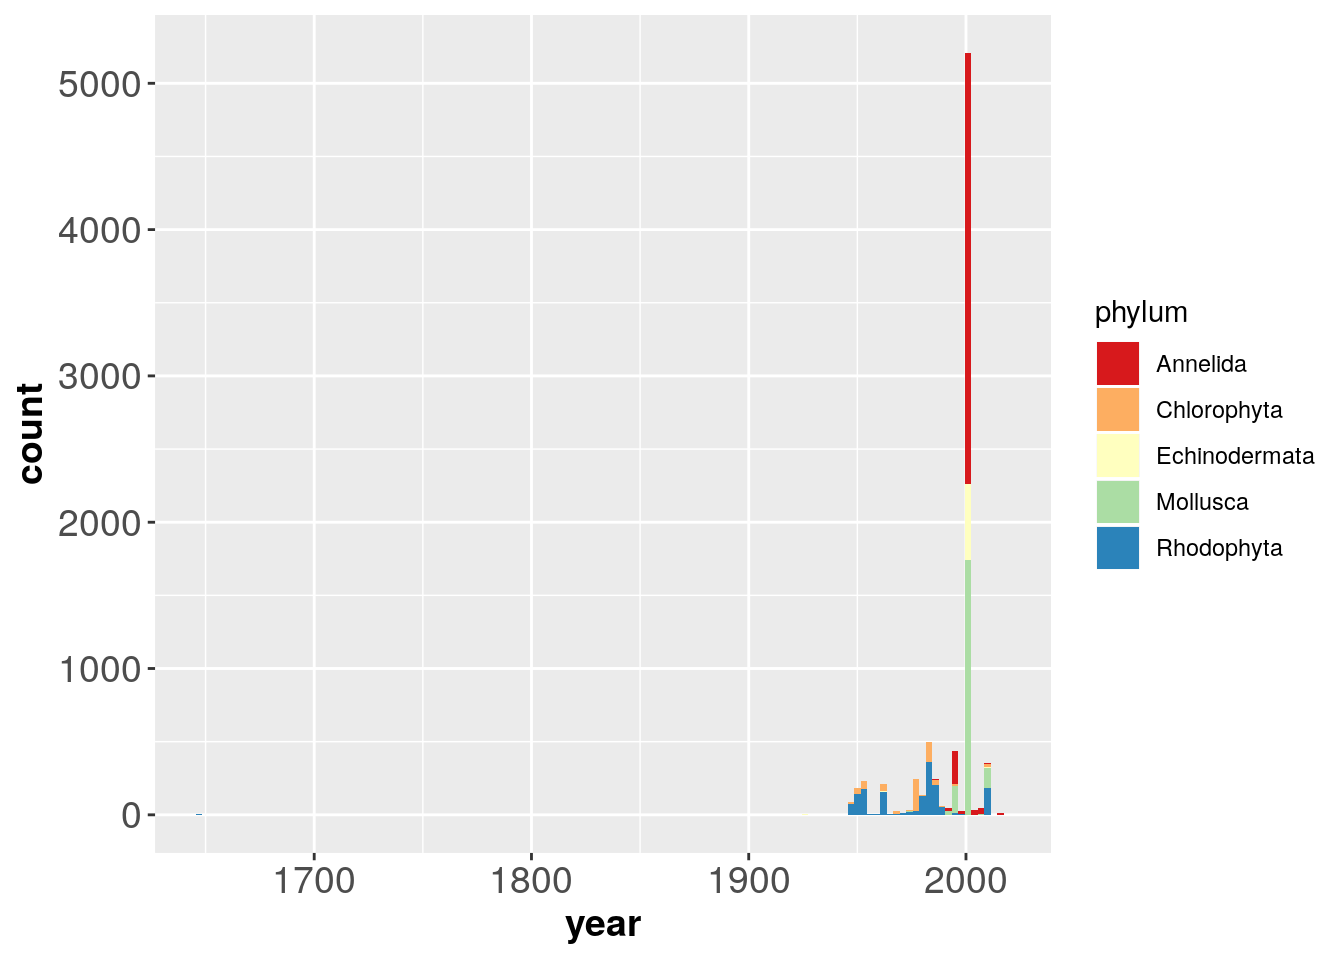 5000
4000
3000
2000
1000
0
count
1700
1800
1900
2000
year
phylum
Annelida
Chlorophyta
Echinodermata
Mollusca
Rhodophyta